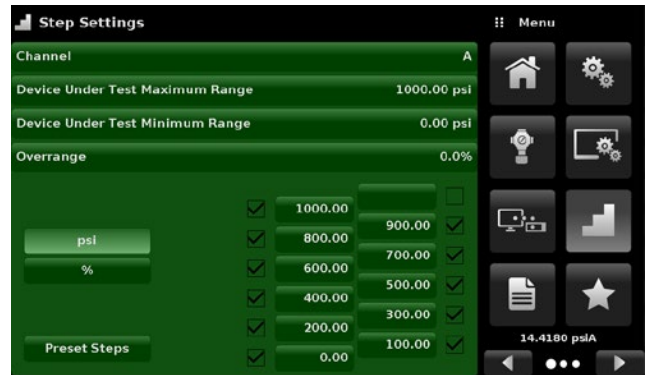 Step Settings
Menu
Channel A
Device Under Test Maximum Range 1000.00 psi
Device Under Test Minimum Range 0.00 psi
Overrange 0.0%
1000.00
900.00
psi
800.00
700.00
%
600.00
500.00
400.00
300.00
200.00
100.00
Preset Steps
0.00
14.4180 psiA